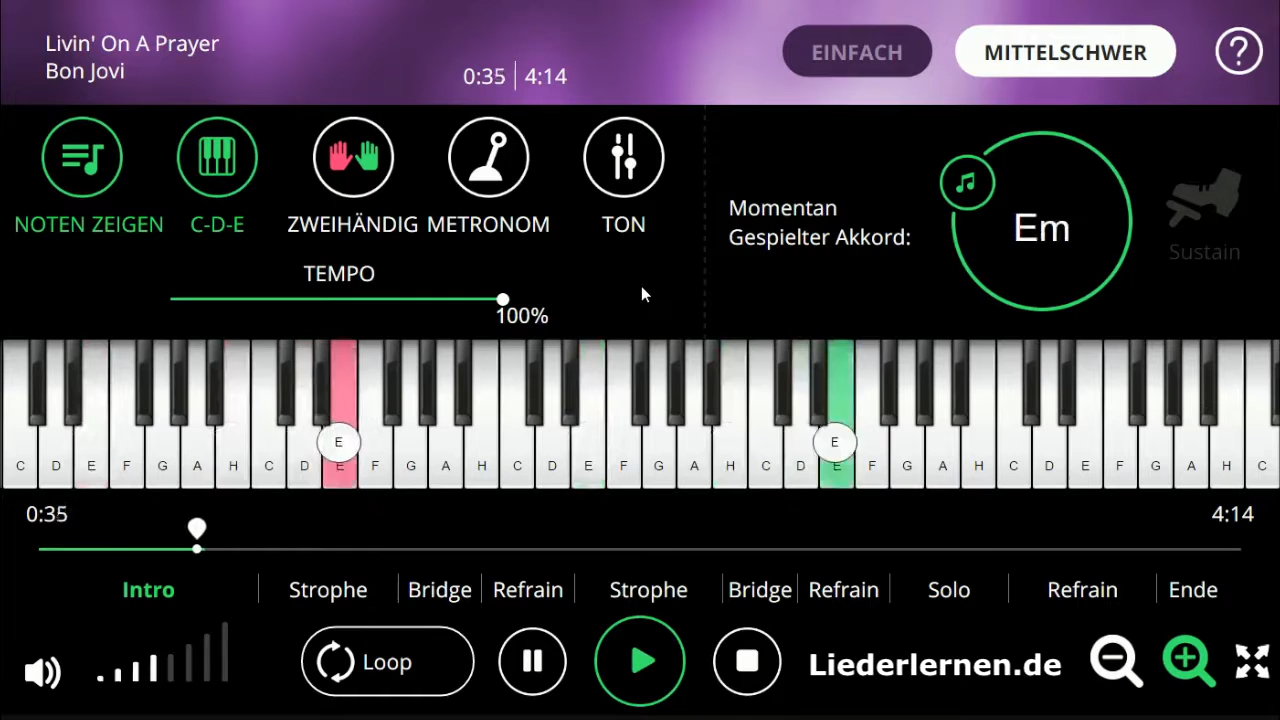 Livin' On A Prayer
Bon Jovi
0:35 4:14
EINFACH
MITTELSCHWER
?
NOTEN ZEIGEN
C-D-E
ZWEIHÄNDIG
METRONOM
TON
Momentan
Gespielter Akkord:
Em
Sustain
TEMPO
100%
E E
C D E F G A H C D E F G A H C D E F G A H C D E F G A H C D E F G A H C
0:35 4:14
Intro Strophe Bridge Refrain Strophe Bridge Refrain Solo Refrain Ende
Loop
Liederlernen.de